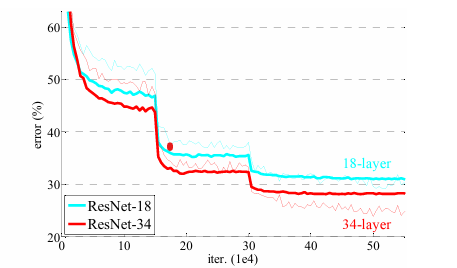 60
50
error (%)
40
18-layer
30
ResNet-18
ResNet-34
34-layer
20
0 10 20 30 40 50
iter. (1e4)